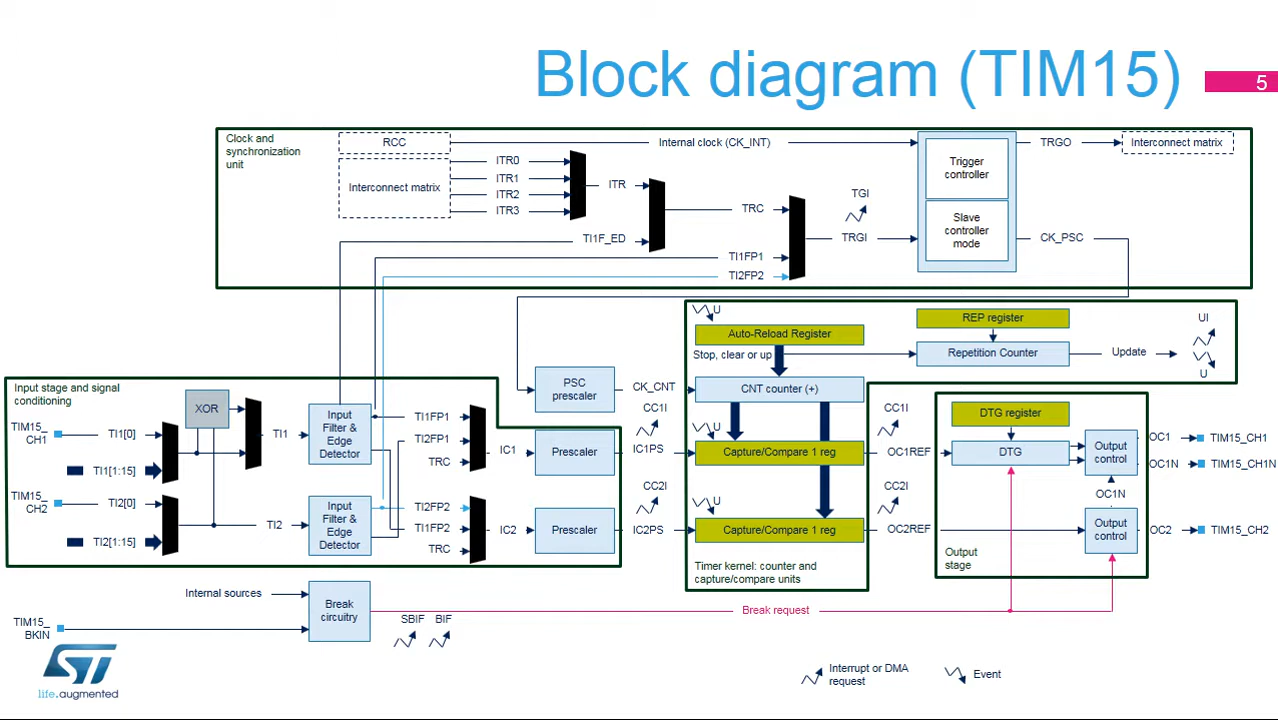 Block diagram (TIM15)
5
Clock and
synchronization
unit
RCC
Internal clock (CK_INT)
TRGO
Interconnect matrix
Interconnect matrix
ITR0
ITR1
ITR2
ITR3
ITR
TRC
TI1F_ED
TI1FP1
TI2FP2
TGI
TRGI
Trigger
controller
Slave
controller
mode
CK_PSC
U
Auto-Reload Register
REP register
UI
Stop, clear or up
Repetition Counter
Update
U
Input stage and signal
conditioning
PSC
prescaler
CK_CNT
CNT counter (+)
XOR
TIM15_
CH1
TI1[0]
TI1[1:15]
TI1
Input
Filter &
Edge
Detector
TI1FP1
TI2FP1
TRC
IC1
Prescaler
CC1I
IC1PS
U
Capture/Compare 1 reg
CC1I
OC1REF
DTG register
DTG
Output
control
OC1
TIM15_CH1
OC1N
TIM15_CH1N
OC1N
TIM15_
CH2
TI2[0]
TI2[1:15]
TI2
Input
Filter &
Edge
Detector
TI2FP2
TI1FP2
TRC
IC2
Prescaler
CC2I
IC2PS
U
Capture/Compare 1 reg
CC2I
OC2REF
Output
control
OC2
TIM15_CH2
Output
stage
Timer kernel: counter and
capture/compare units
Internal sources
Break
circuitry
Break request
TIM15_
BKIN
SBIF
BIF
ST
life.augmented
Interrupt or DMA
request
Event